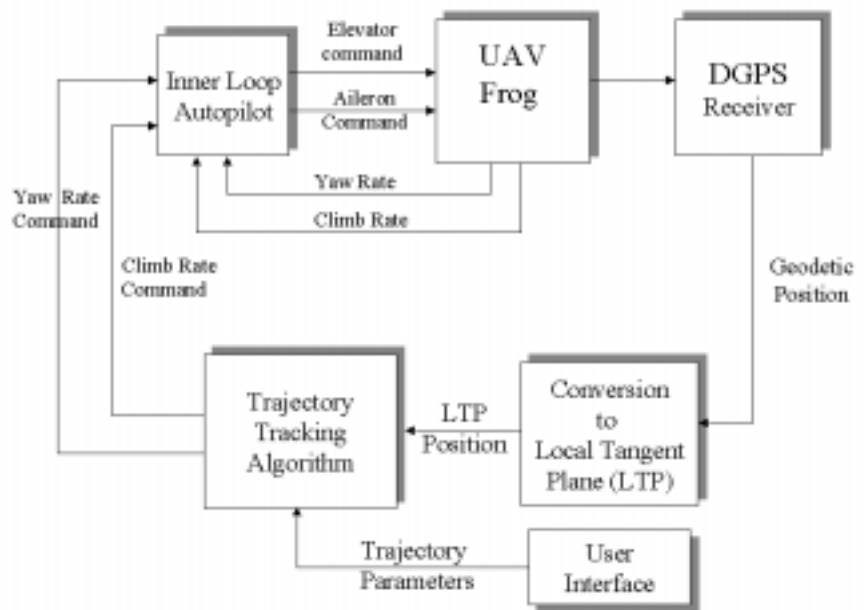 Elevator
command
Inner Loop
Autopilot
UAV
Frog
DGPS
Receiver
Aileron
Command
Yaw Rate
Climb Rate
Yaw Rate
Command
Climb Rate
Command
Geodetic
Position
Trajectory
Tracking
Algorithm
LTP
Position
Conversion
to
Local Tangent
Plane (LTP)
Trajectory
Parameters
User
Interface